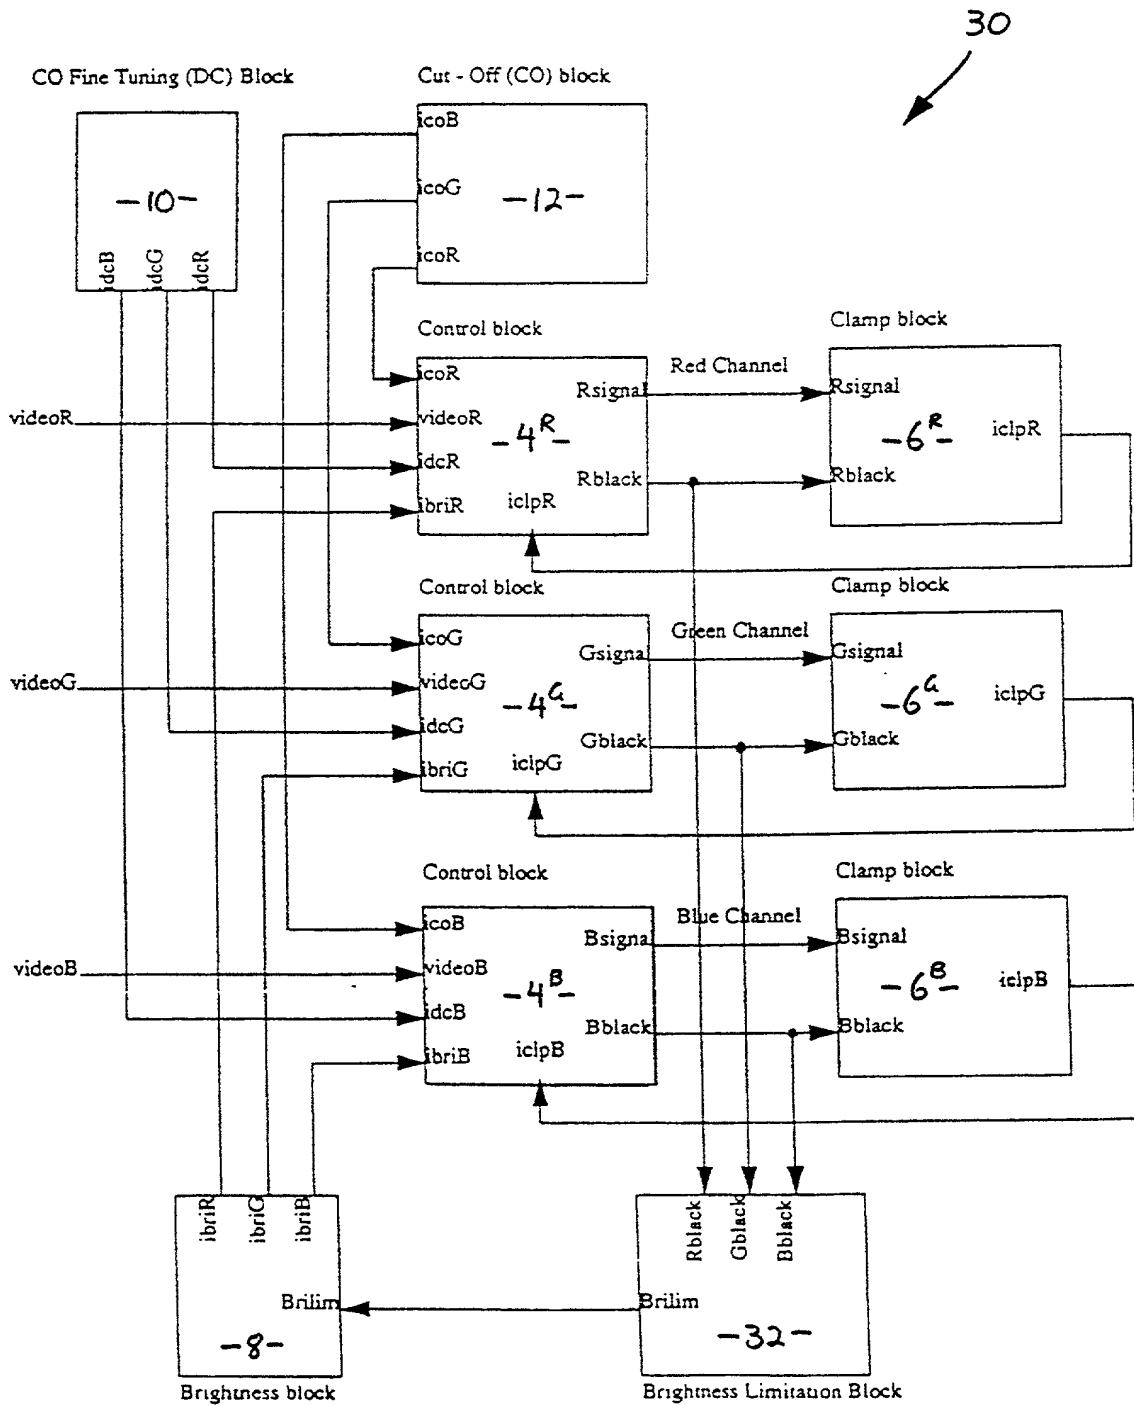 30
CO Fine Tuning (DC) Block
Cut - Off (CO) block
icoB
icoG
icoR
-12-
-10-
idcB
idcG
idcR
Control block
Clamp block
icoR
videoR
idcR
ibriR
Rsignal
-4R-
Rblack
iclpR
Red Channel
Rsignal
-6R-
iclpR
Rblack
videoR
Control block
Clamp block
icoG
videoG
idcG
ibriG
Gsigna
-4G-
Gblack
iclpG
Green Channel
Gsignal
-6G-
iclpG
Gblack
videoG
Control block
Clamp block
icoB
videoB
idcB
ibriB
Bsigna
-4B-
Bblack
iclpB
Blue Channel
Bsignal
-6B-
iclpB
Bblack
videoB
ibriR
ibriG
ibriB
Brilim
-8-
Brightness block
Rblack
Gblack
Bblack
Brilim
-32-
Brightness Limitation Block